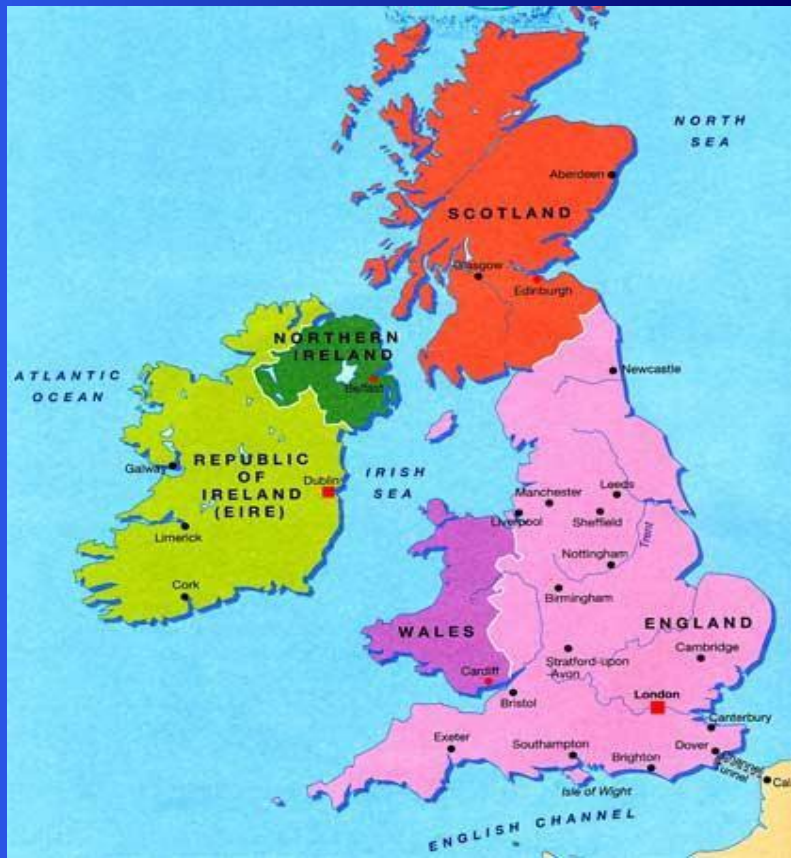 NORTH
SEA
Aberdeen
SCOTLAND
Glasgow
Edinburgh
NORTHERN
IRELAND
Belfast
Newcastle
ATLANTIC
OCEAN
Galway
REPUBLIC
OF
IRELAND
(EIRE)
Dublin
IRISH
SEA
Limerick
Cork
Leeds
Manchester
Liverpool
Sheffield
Trent
Nottingham
Birmingham
WALES
ENGLAND
Cambridge
Stratford-upon
-Avon
Cardiff
Bristol
London
Canterbury
Exeter
Southampton
Brighton
Dover
Channel
Tunnel
Cal
Isle of Wight
ENGLISH CHANNEL